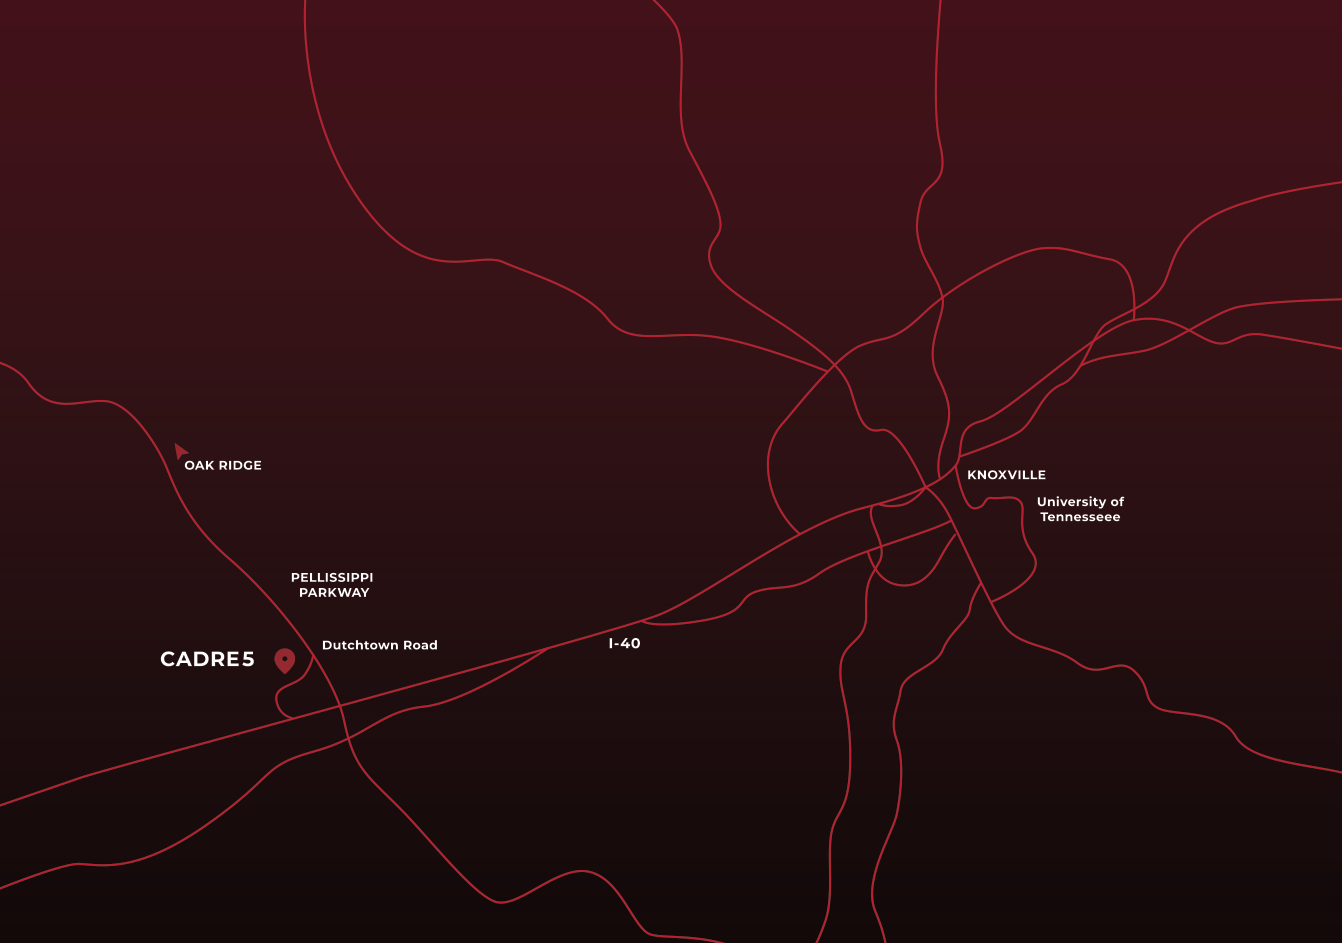 OAK RIDGE
KNOXVILLE
University of
Tennesseee
PELLISSIPPI
PARKWAY
Dutchtown Road
I-40
CADRE5